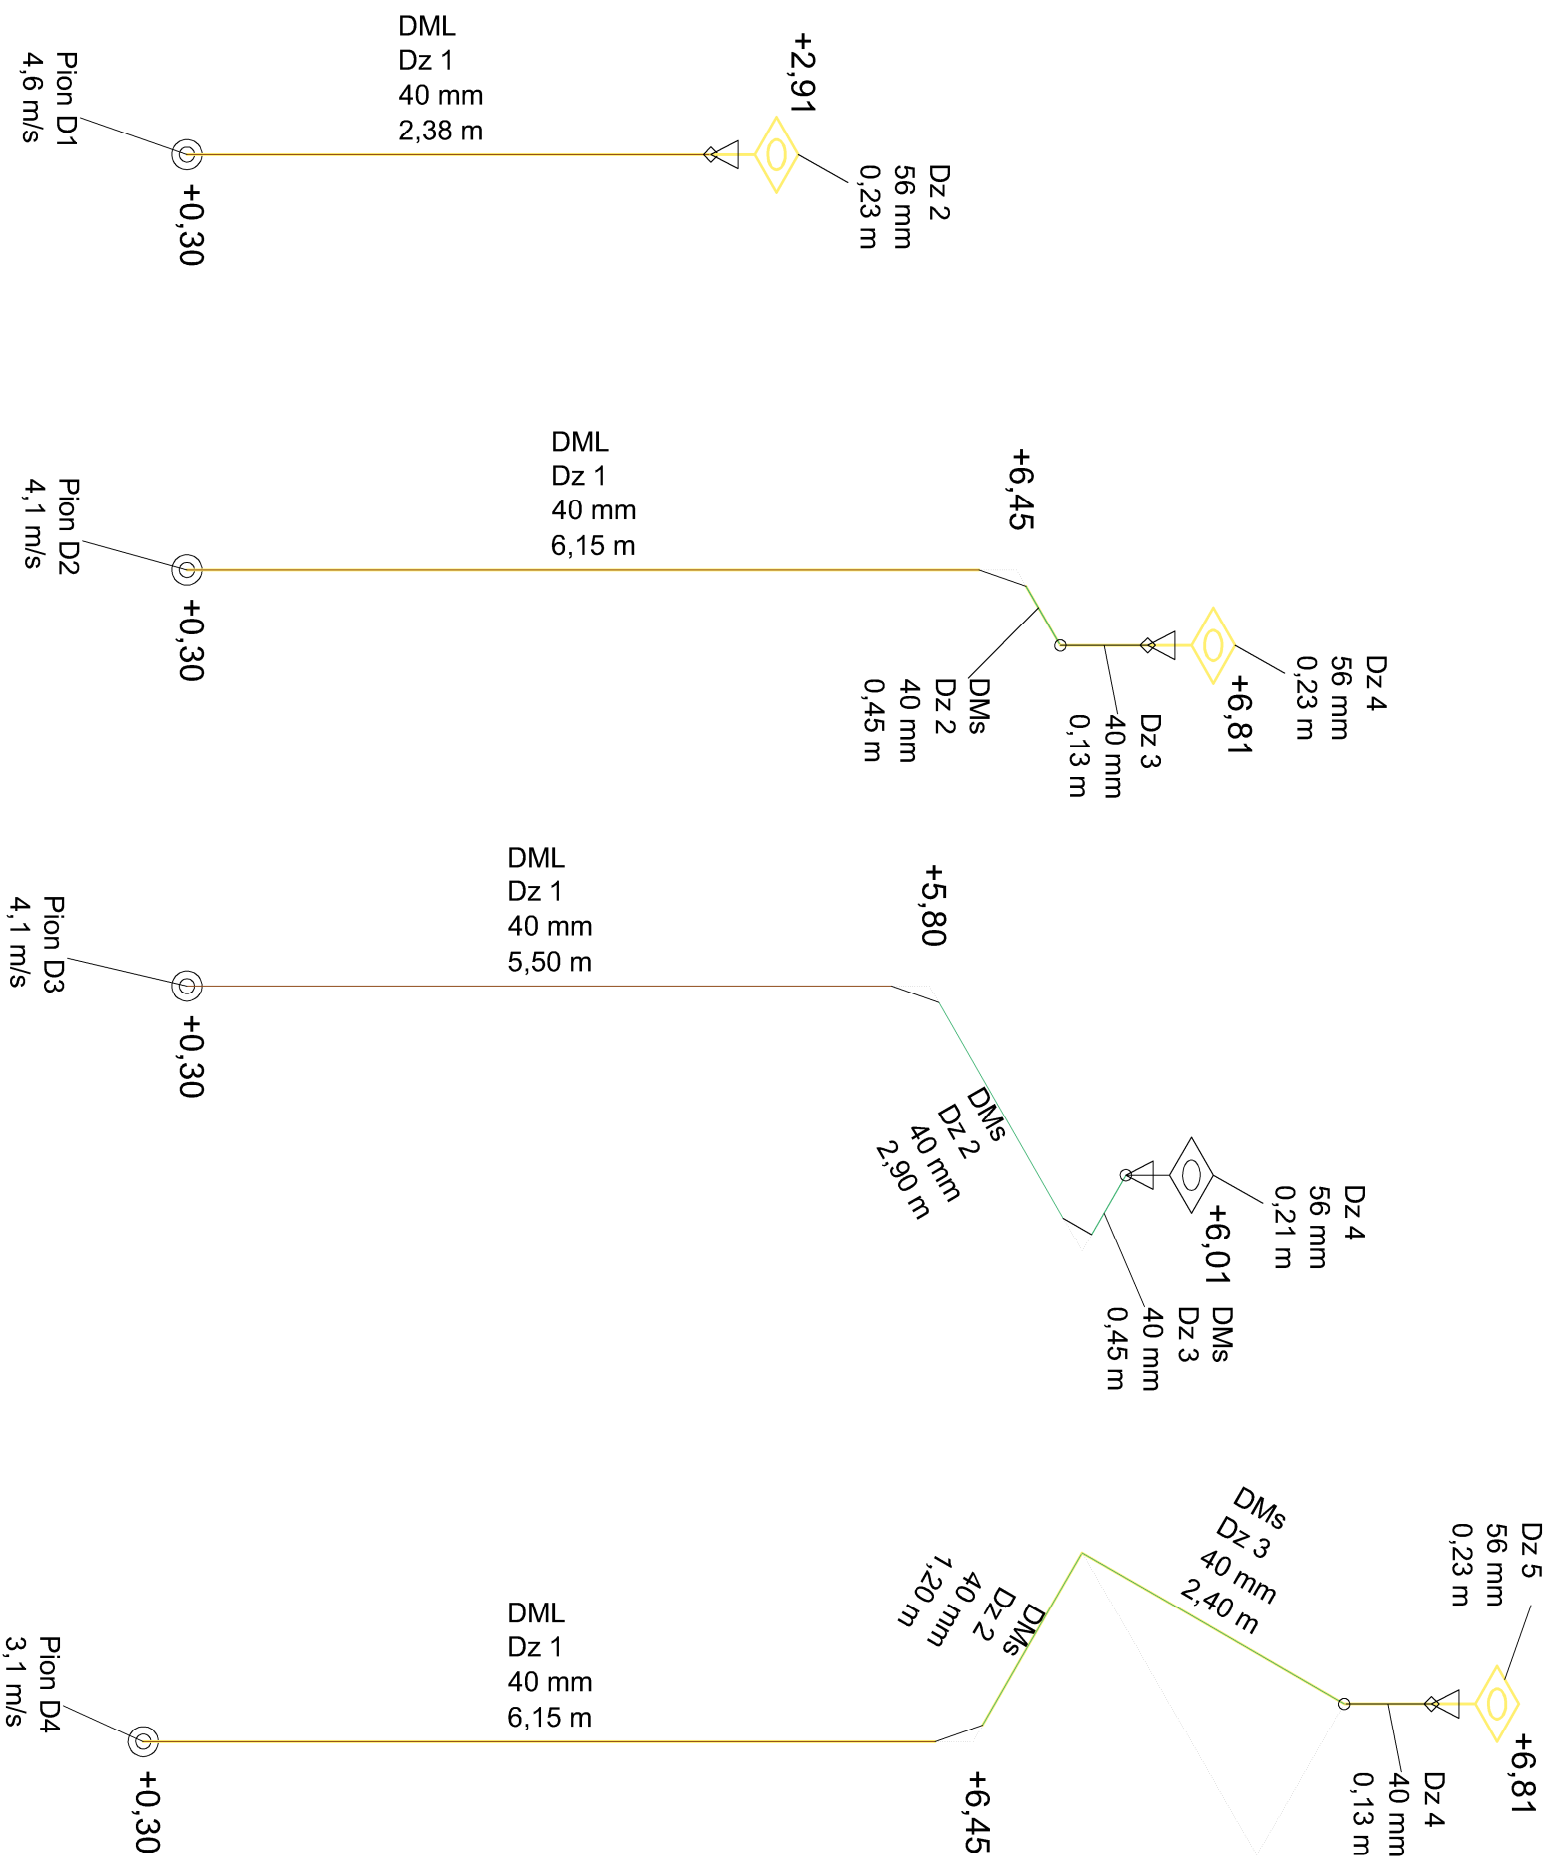 DML
Dz 1
40 mm
2,38 m
+2,91
Dz 2
56 mm
0,23 m
Pion D1
4,6 m/s
+0,30
DML
Dz 1
40 mm
6,15 m
+6,45
Pion D2
4,1 m/s
+0,30
DMs
Dz 2
40 mm
0,45 m
Dz 3
40 mm
0,13 m
+6,81
Dz 4
56 mm
0,23 m
DML
Dz 1
40 mm
5,50 m
+5,80
Pion D3
4,1 m/s
+0,30
DMs
Dz 2
40 mm
2,90 m
Dz 4
56 mm
0,21 m
+6,01
DMs
Dz 3
40 mm
0,45 m
DMs
Dz 3
40 mm
2,40 m
Dz 5
56 mm
0,23 m
DMs
Dz 2
40 mm
1,20 m
DML
Dz 1
40 mm
6,15 m
Pion D4
3,1 m/s
+0,30
+6,45
Dz 4
40 mm
0,13 m
+6,81